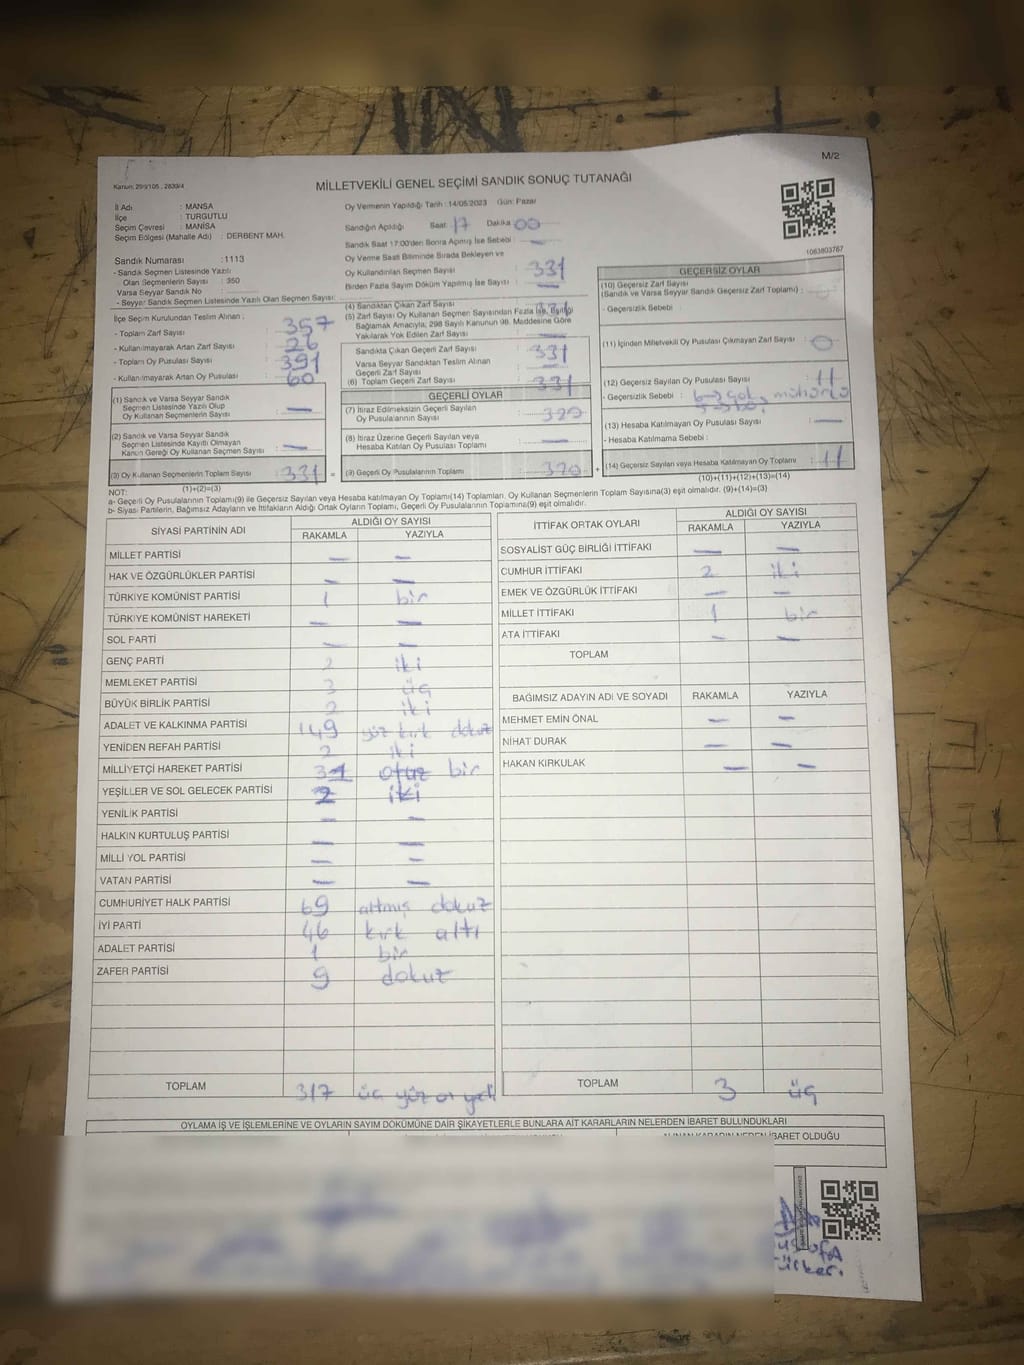 M/2
Kanun: 298/105, 2839/4
MİLLETVEKİLİ GENEL SEÇİMİ SANDIK SONUÇ TUTANAĞI
İl Adı : MANİSA
İlçe : TURGUTLU
Seçim Çevresi : MANİSA
Seçim Bölgesi (Mahalle Adı) : DERBENT MAH.
Sandık Numarası : 1113
- Sandık Seçmen Listesinde Yazılı
Olan Seçmenlerin Sayısı : 350
Varsa Seyyar Sandık No :
- Seyyar Sandık Seçmen Listesinde Yazılı Olan Seçmen Sayısı:
Oy Vermenin Yapıldığı Tarih : 14/05/2023 Gün: Pazar
Sandığın Açıldığı Saat: 17 Dakika: 00
Sandık Saat 17:00'den Sonra Açılmış İse Sebebi : —
Oy Verme Saati Bitiminde Sırada Bekleyen ve
Oy Kullandırılan Seçmen Sayısı : 331
Birden Fazla Sayım Döküm Yapılmış İse Sayısı : —
1063803767
İlçe Seçim Kurulundan Teslim Alınan :
- Toplam Zarf Sayısı : 357
- Kullanılmayarak Artan Zarf Sayısı : 26
- Toplam Oy Pusulası Sayısı : 391
- Kullanılmayarak Artan Oy Pusulası : 60
(1) Sandık ve Varsa Seyyar Sandık
Seçmen Listesinde Yazılı Olup
Oy Kullanan Seçmenlerin Sayısı : —
(2) Sandık ve Varsa Seyyar Sandık
Seçmen Listesinde Kayıtlı Olmayan
Kanun Gereği Oy Kullanan Seçmen Sayısı : —
(3) Oy Kullanan Seçmenlerin Toplam Sayısı : 331 =
(1)+(2)=(3)
(4) Sandıktan Çıkan Zarf Sayısı : 331
(5) Zarf Sayısı Oy Kullanan Seçmen Sayısından Fazla İse, Eşitliği
Sağlamak Amacıyla, 298 Sayılı Kanunun 98. Maddesine Göre
Yakılarak Yok Edilen Zarf Sayısı : —
Sandıkta Çıkan Geçerli Zarf Sayısı : 331
Varsa Seyyar Sandıktan Teslim Alınan
Geçerli Zarf Sayısı : —
(6) Toplam Geçerli Zarf Sayısı : 331
GEÇERLİ OYLAR
(7) İtiraz Edilmeksizin Geçerli Sayılan
Oy Pusulalarının Sayısı : 320
(8) İtiraz Üzerine Geçerli Sayılan veya
Hesaba Katılan Oy Pusulası Toplamı : —
(9) Geçerli Oy Pusulalarının Toplamı : 320 +
GEÇERSİZ OYLAR
(10) Geçersiz Zarf Sayısı
(Sandık ve Varsa Seyyar Sandık Geçersiz Zarf Toplamı) :
- Geçersizlik Sebebi :
(11) İçinden Milletvekili Oy Pusulası Çıkmayan Zarf Sayısı : 0
(12) Geçersiz Sayılan Oy Pusulası Sayısı : 11
- Geçersizlik Sebebi : çok mühürlü
(13) Hesaba Katılmayan Oy Pusulası Sayısı : —
- Hesaba Katılmama Sebebi :
(14) Geçersiz Sayılan veya Hesaba Katılmayan Oy Toplamı : 11
(10)+(11)+(12)+(13)=(14)
NOT:
a- Geçerli Oy Pusulalarının Toplamı(9) ile Geçersiz Sayılan veya Hesaba katılmayan Oy Toplamı(14) Toplamları, Oy Kullanan Seçmenlerin Toplam Sayısına(3) eşit olmalıdır. (9)+(14)=(3)
b- Siyasi Partilerin, Bağımsız Adayların ve İttifakların Aldığı Ortak Oyların Toplamı, Geçerli Oy Pusulalarının Toplamına(9) eşit olmalıdır.
SİYASİ PARTİNİN ADI ALDIĞI OY SAYISI
RAKAMLA YAZIYLA
MİLLET PARTİSİ — —
HAK VE ÖZGÜRLÜKLER PARTİSİ — —
TÜRKİYE KOMÜNİST PARTİSİ 1 bir
TÜRKİYE KOMÜNİST HAREKETİ — —
SOL PARTİ — —
GENÇ PARTİ 2 iki
MEMLEKET PARTİSİ 3 üç
BÜYÜK BİRLİK PARTİSİ 2 iki
ADALET VE KALKINMA PARTİSİ 149 yüz kırk dokuz
YENİDEN REFAH PARTİSİ 2 iki
MİLLİYETÇİ HAREKET PARTİSİ 31 otuz bir
YEŞİLLER VE SOL GELECEK PARTİSİ 2 iki
YENİLİK PARTİSİ — —
HALKIN KURTULUŞ PARTİSİ — —
MİLLİ YOL PARTİSİ — —
VATAN PARTİSİ — —
CUMHURİYET HALK PARTİSİ 69 altmış dokuz
İYİ PARTİ 46 kırk altı
ADALET PARTİSİ 1 bir
ZAFER PARTİSİ 9 dokuz
TOPLAM 317 üç yüz on yedi
İTTİFAK ORTAK OYLARI ALDIĞI OY SAYISI
RAKAMLA YAZIYLA
SOSYALİST GÜÇ BİRLİĞİ İTTİFAKI — —
CUMHUR İTTİFAKI 2 iki
EMEK VE ÖZGÜRLÜK İTTİFAKI — —
MİLLET İTTİFAKI 1 bir
ATA İTTİFAKI — —
TOPLAM
BAĞIMSIZ ADAYIN ADI VE SOYADI RAKAMLA YAZIYLA
MEHMET EMİN ÖNAL — —
NİHAT DURAK — —
HAKAN KIRKULAK — —
TOPLAM 3 üç
OYLAMA İŞ VE İŞLEMLERİNE VE OYLARIN SAYIM DÖKÜMÜNE DAİR ŞİKAYETLERLE BUNLARA AİT KARARLARIN NELERDEN İBARET BULUNDUKLARI
ALINAN KARARIN NEDEN İBARET OLDUĞU